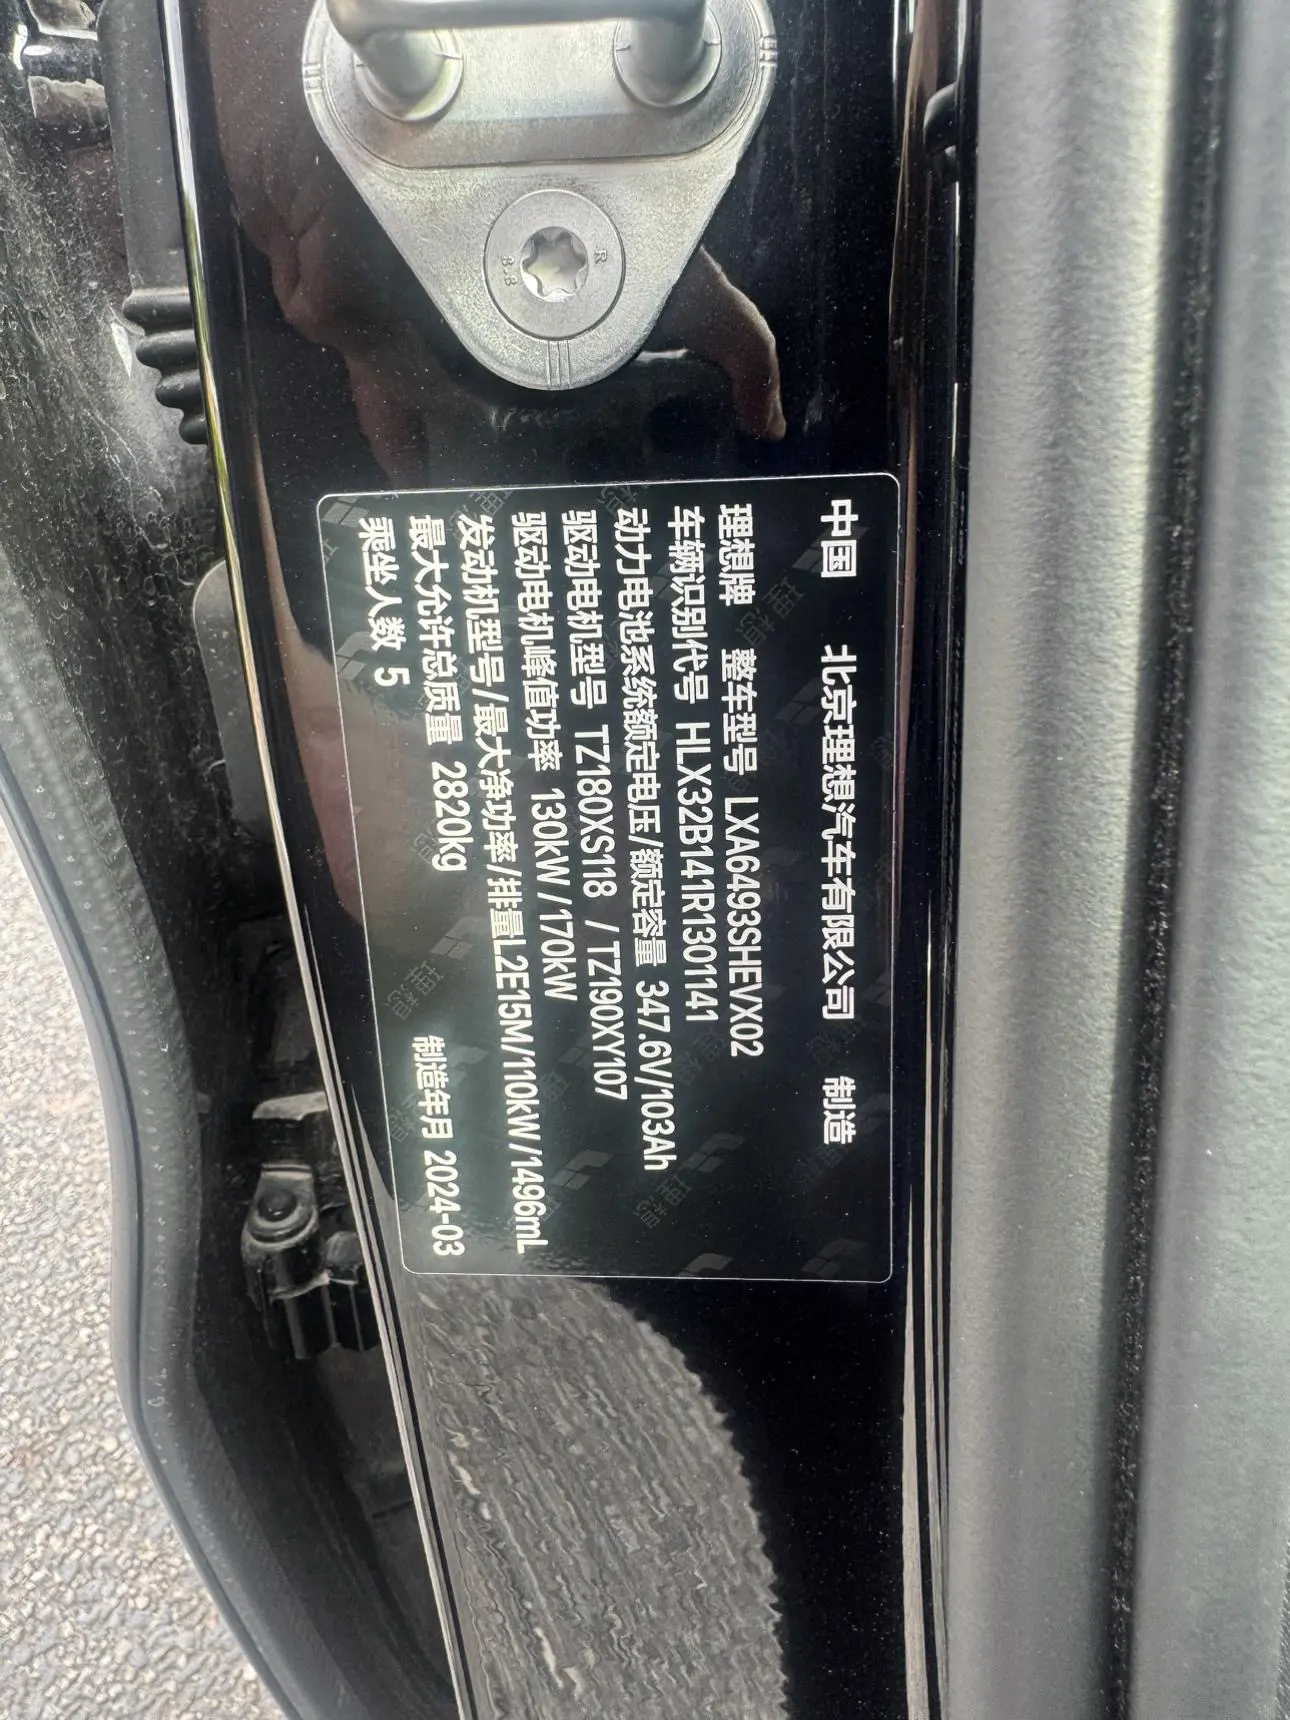 中国 北京理想汽车有限公司 制造
理想牌 整车型号 LXA6493SHEVX02
车辆识别代号 HLX32B141R1301141
动力电池系统额定电压/额定容量 347.6V/103Ah
驱动电机型号 TZ180XS118 / TZ190XY107
驱动电机峰值功率 130kW/170kW
发动机型号/最大净功率/排量L2E15M/110kW/1496mL
最大允许总质量 2820kg 制造年月 2024-03
乘坐人数 5